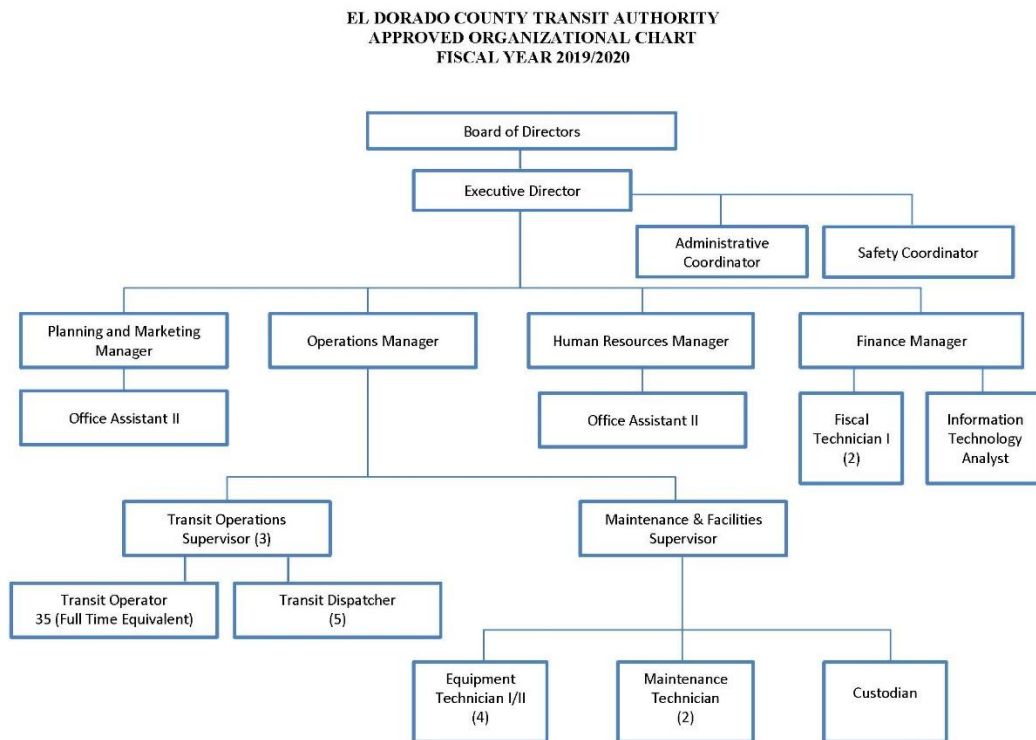 EL DORADO COUNTY TRANSIT AUTHORITY
APPROVED ORGANIZATIONAL CHART
FISCAL YEAR 2019/2020
Board of Directors
Executive Director
Administrative
Coordinator
Safety Coordinator
Planning and Marketing
Manager
Operations Manager
Human Resources Manager
Finance Manager
Office Assistant II
Office Assistant II
Fiscal
Technician I
(2)
Information
Technology
Analyst
Transit Operations
Supervisor (3)
Maintenance & Facilities
Supervisor
Transit Operator
35 (Full Time Equivalent)
Transit Dispatcher
(5)
Equipment
Technician I/II
(4)
Maintenance
Technician
(2)
Custodian